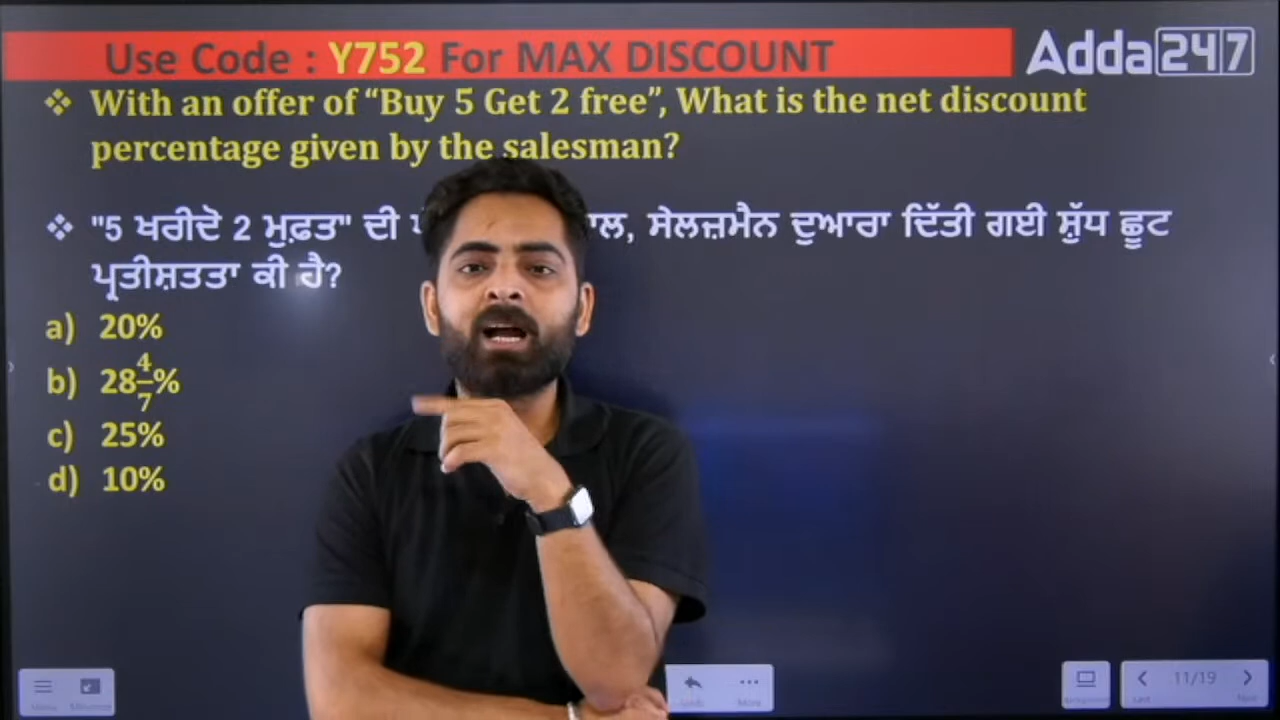 Use Code : Y752 For MAX DISCOUNT
Adda247
❖ With an offer of “Buy 5 Get 2 free”, What is the net discount
percentage given by the salesman?
❖ "5 ਖਰੀਦੋ 2 ਮੁਫ਼ਤ" ਦੀ ਸੇਲਜ਼ਮੈਨ ਦੁਆਰਾ ਦਿੱਤੀ ਗਈ ਸ਼ੁੱਧ ਛੂਟ
ਪ੍ਰਤੀਸ਼ਤਤਾ ਕੀ ਹੈ?
a) 20%
b) 28 4/7 %
c) 25%
d) 10%
11/19